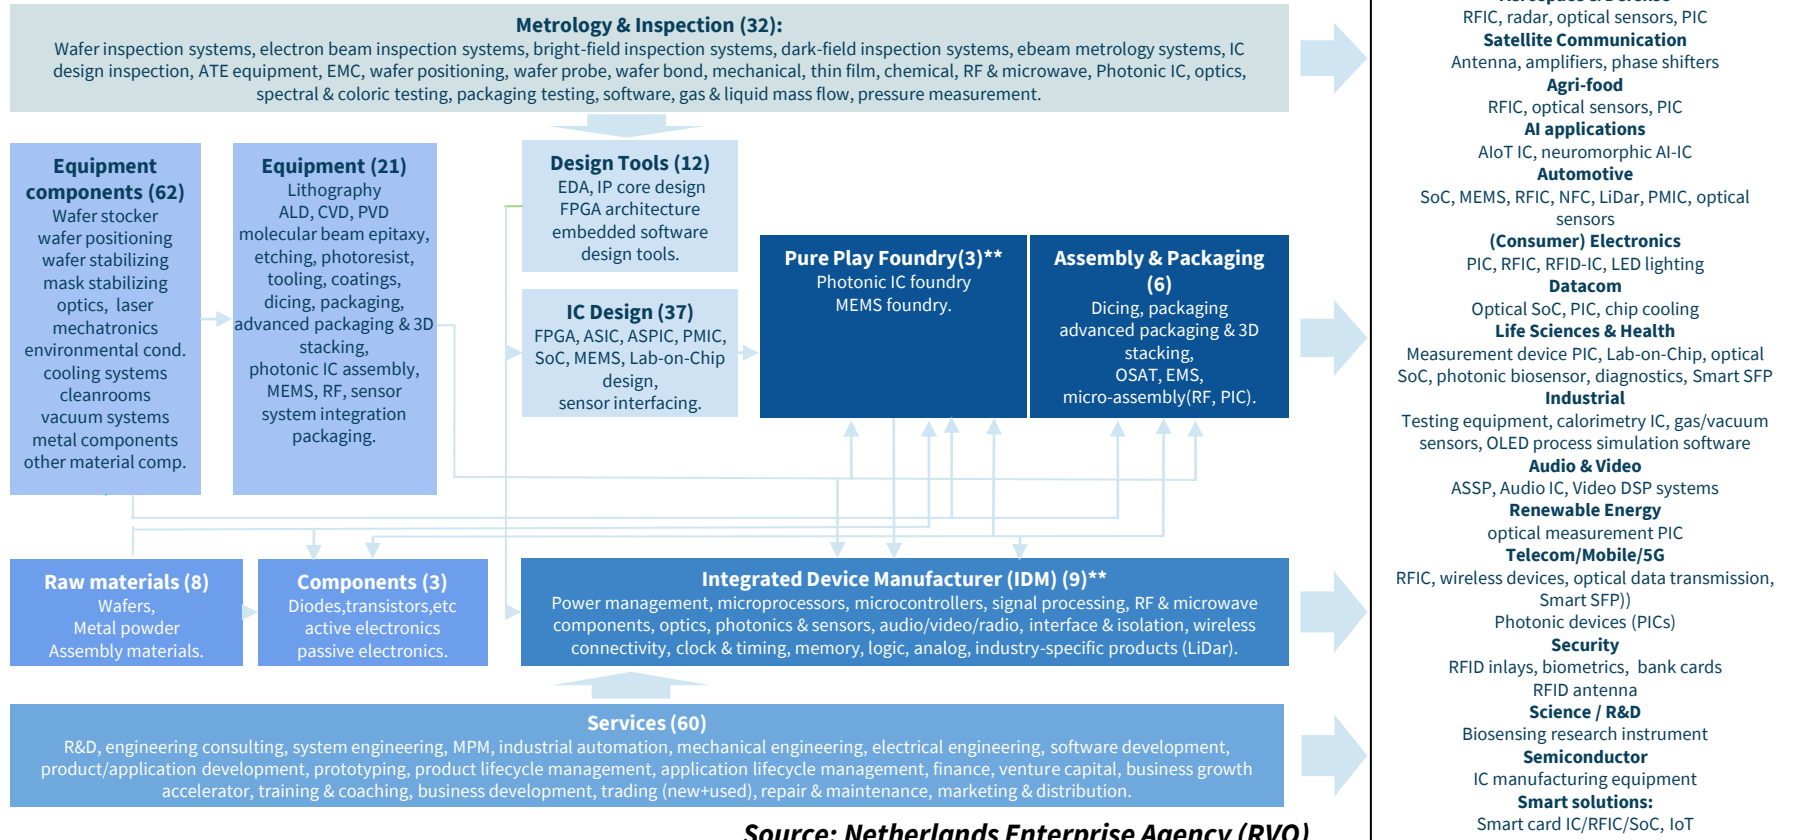 Metrology & Inspection (32):
Wafer inspection systems, electron beam inspection systems, bright-field inspection systems, dark-field inspection systems, ebeam metrology systems, IC
design inspection, ATE equipment, EMC, wafer positioning, wafer probe, wafer bond, mechanical, thin film, chemical, RF & microwave, Photonic IC, optics,
spectral & coloric testing, packaging testing, software, gas & liquid mass flow, pressure measurement.
Equipment
components (62)
Wafer stocker
wafer positioning
wafer stabilizing
mask stabilizing
optics, laser
mechatronics
environmental cond.
cooling systems
cleanrooms
vacuum systems
metal components
other material comp.
Equipment (21)
Lithography
ALD, CVD, PVD
molecular beam epitaxy,
etching, photoresist,
tooling, coatings,
dicing, packaging,
advanced packaging & 3D
stacking,
photonic IC assembly,
MEMS, RF, sensor
system integration
packaging.
Design Tools (12)
EDA, IP core design
FPGA architecture
embedded software
design tools.
IC Design (37)
FPGA, ASIC, ASPIC, PMIC,
SoC, MEMS, Lab-on-Chip
design,
sensor interfacing.
Pure Play Foundry(3)**
Photonic IC foundry
MEMS foundry.
Assembly & Packaging
(6)
Dicing, packaging
advanced packaging & 3D
stacking,
OSAT, EMS,
micro-assembly(RF, PIC).
Raw materials (8)
Wafers,
Metal powder
Assembly materials.
Components (3)
Diodes,transistors,etc
active electronics
passive electronics.
Integrated Device Manufacturer (IDM) (9)**
Power management, microprocessors, microcontrollers, signal processing, RF & microwave
components, optics, photonics & sensors, audio/video/radio, interface & isolation, wireless
connectivity, clock & timing, memory, logic, analog, industry-specific products (LiDar).
Services (60)
R&D, engineering consulting, system engineering, MPM, industrial automation, mechanical engineering, electrical engineering, software development,
product/application development, prototyping, product lifecycle management, application lifecycle management, finance, venture capital, business growth
accelerator, training & coaching, business development, trading (new+used), repair & maintenance, marketing & distribution.
Source: Netherlands Enterprise Agency (RVO)
Aerospace & Defense
RFIC, radar, optical sensors, PIC
Satellite Communication
Antenna, amplifiers, phase shifters
Agri-food
RFIC, optical sensors, PIC
AI applications
AIoT IC, neuromorphic AI-IC
Automotive
SoC, MEMS, RFIC, NFC, LiDar, PMIC, optical
sensors
(Consumer) Electronics
PIC, RFIC, RFID-IC, LED lighting
Datacom
Optical SoC, PIC, chip cooling
Life Sciences & Health
Measurement device PIC, Lab-on-Chip, optical
SoC, photonic biosensor, diagnostics, Smart SFP
Industrial
Testing equipment, calorimetry IC, gas/vacuum
sensors, OLED process simulation software
Audio & Video
ASSP, Audio IC, Video DSP systems
Renewable Energy
optical measurement PIC
Telecom/Mobile/5G
RFIC, wireless devices, optical data transmission,
Smart SFP))
Photonic devices (PICs)
Security
RFID inlays, biometrics, bank cards
RFID antenna
Science / R&D
Biosensing research instrument
Semiconductor
IC manufacturing equipment
Smart solutions:
Smart card IC/RFIC/SoC, IoT